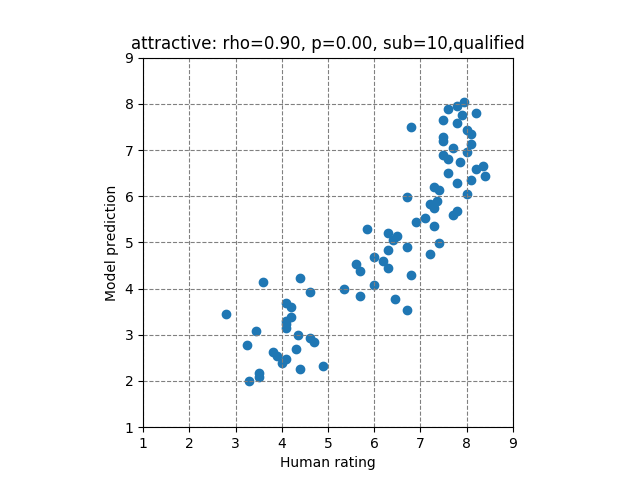 attractive: rho=0.90, p=0.00, sub=10,qualified
9
8
7
6
5
4
3
2
1
Model prediction
1 2 3 4 5 6 7 8 9
Human rating